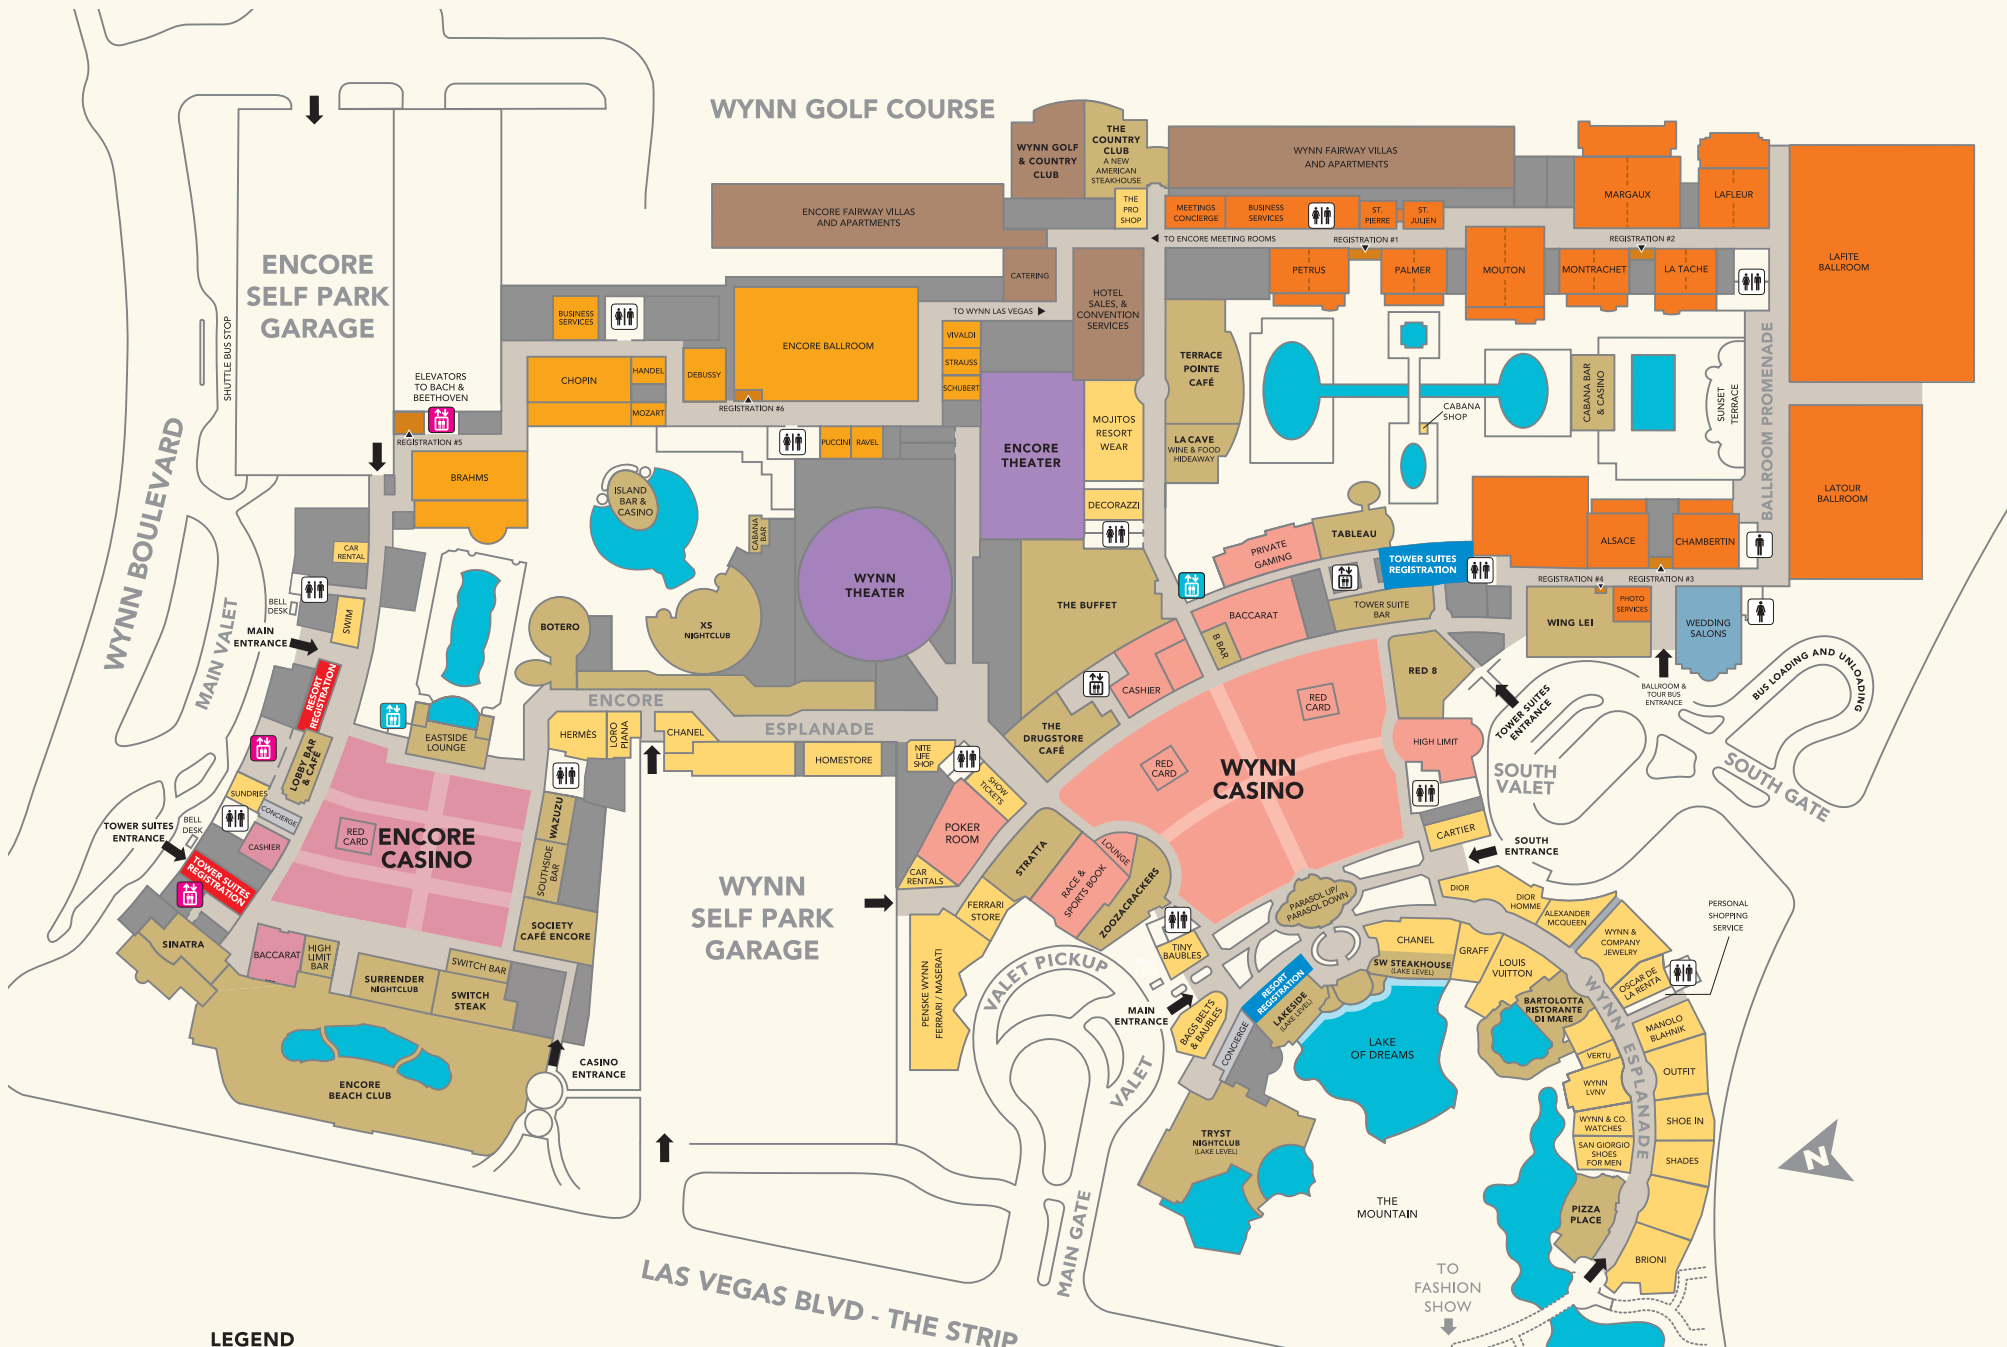 WYNN GOLF COURSE
WYNN GOLF
& COUNTRY
CLUB
THE
COUNTRY
CLUB
A NEW
AMERICAN
STEAKHOUSE
THE
PRO
SHOP
WYNN FAIRWAY VILLAS
AND APARTMENTS
ENCORE FAIRWAY VILLAS
AND APARTMENTS
MEETINGS
CONCIERGE
BUSINESS
SERVICES
ST.
PIERRE
ST.
JULIEN
MARGAUX
LAFLEUR
TO ENCORE MEETING ROOMS
REGISTRATION #1
REGISTRATION #2
PETRUS
PALMER
MOUTON
MONTRACHET
LA TACHE
LAFITE
BALLROOM
ENCORE
SELF PARK
GARAGE
SHUTTLE BUS STOP
CATERING
HOTEL
SALES, &
CONVENTION
SERVICES
TO WYNN LAS VEGAS
BUSINESS
SERVICES
ENCORE BALLROOM
VIVALDI
STRAUSS
SCHUBERT
CHOPIN
HANDEL
MOZART
DEBUSSY
REGISTRATION #6
ELEVATORS
TO BACH &
BEETHOVEN
REGISTRATION #5
BRAHMS
PUCCINI
RAVEL
ENCORE
THEATER
MOJITOS
RESORT
WEAR
DECORAZZI
TERRACE
POINTE
CAFÉ
LA CAVE
WINE & FOOD
HIDEAWAY
CABANA
SHOP
CABANA BAR
& CASINO
SUNSET
TERRACE
BALLROOM PROMENADE
LATOUR
BALLROOM
WYNN BOULEVARD
MAIN VALET
ISLAND
BAR &
CASINO
CABANA
BAR
WYNN
THEATER
THE BUFFET
PRIVATE
GAMING
TABLEAU
TOWER SUITES
REGISTRATION
ALSACE
CHAMBERTIN
REGISTRATION #4
REGISTRATION #3
CAR
RENTAL
BELL
DESK
SWIM
MAIN
ENTRANCE
RESORT
REGISTRATION
BOTERO
XS
NIGHTCLUB
BACCARAT
B BAR
TOWER SUITE
BAR
WING LEI
PHOTO
SERVICES
WEDDING
SALONS
RED 8
BALLROOM &
TOUR BUS
ENTRANCE
BUS LOADING AND UNLOADING
TOWER SUITES
ENTRANCE
SOUTH
VALET
SOUTH GATE
CASHIER
RED
CARD
HIGH LIMIT
ENCORE
ESPLANADE
HERMÈS
LORO
PIANA
CHANEL
HOMESTORE
NITE
LIFE
SHOP
SHOW
TICKETS
THE
DRUGSTORE
CAFÉ
RED
CARD
WYNN
CASINO
CARTIER
SOUTH
ENTRANCE
EASTSIDE
LOUNGE
LOBBY BAR
& CAFÉ
SUNDRIES
CONCIERGE
BELL
DESK
CASHIER
TOWER SUITES
ENTRANCE
TOWER SUITES
REGISTRATION
RED
CARD
ENCORE
CASINO
WAZUZU
SOUTHSIDE
BAR
SOCIETY
CAFÉ ENCORE
SINATRA
BACCARAT
HIGH
LIMIT
BAR
SURRENDER
NIGHTCLUB
SWITCH BAR
SWITCH
STEAK
ENCORE
BEACH CLUB
CASINO
ENTRANCE
WYNN
SELF PARK
GARAGE
POKER
ROOM
CAR
RENTALS
STRATTA
RACE &
SPORTS BOOK
LOUNGE
ZOOZACRACKERS
FERRARI
STORE
PENSKE WYNN
FERRARI / MASERATI
VALET PICKUP
VALET
TINY
BAUBLES
MAIN
ENTRANCE
BAGS BELTS
& BAUBLES
CONCIERGE
RESORT
REGISTRATION
LAKESIDE
(LAKE LEVEL)
PARASOL UP/
PARASOL DOWN
CHANEL
SW STEAKHOUSE
(LAKE LEVEL)
GRAFF
LOUIS
VUITTON
DIOR
DIOR
HOMME
ALEXANDER
MCQUEEN
WYNN &
COMPANY
JEWELRY
OSCAR DE
LA RENTA
PERSONAL
SHOPPING
SERVICE
BARTOLOTTA
RISTORANTE
DI MARE
WYNN ESPLANADE
MANOLO
BLAHNIK
VERTU
OUTFIT
WYNN
LVNV
WYNN & CO.
WATCHES
SHOE IN
SAN GIORGIO
SHOES
FOR MEN
SHADES
PIZZA
PLACE
BRIONI
LAKE
OF DREAMS
TRYST
NIGHTCLUB
(LAKE LEVEL)
THE
MOUNTAIN
N
MAIN GATE
LAS VEGAS BLVD - THE STRIP
TO
FASHION
SHOW
LEGEND